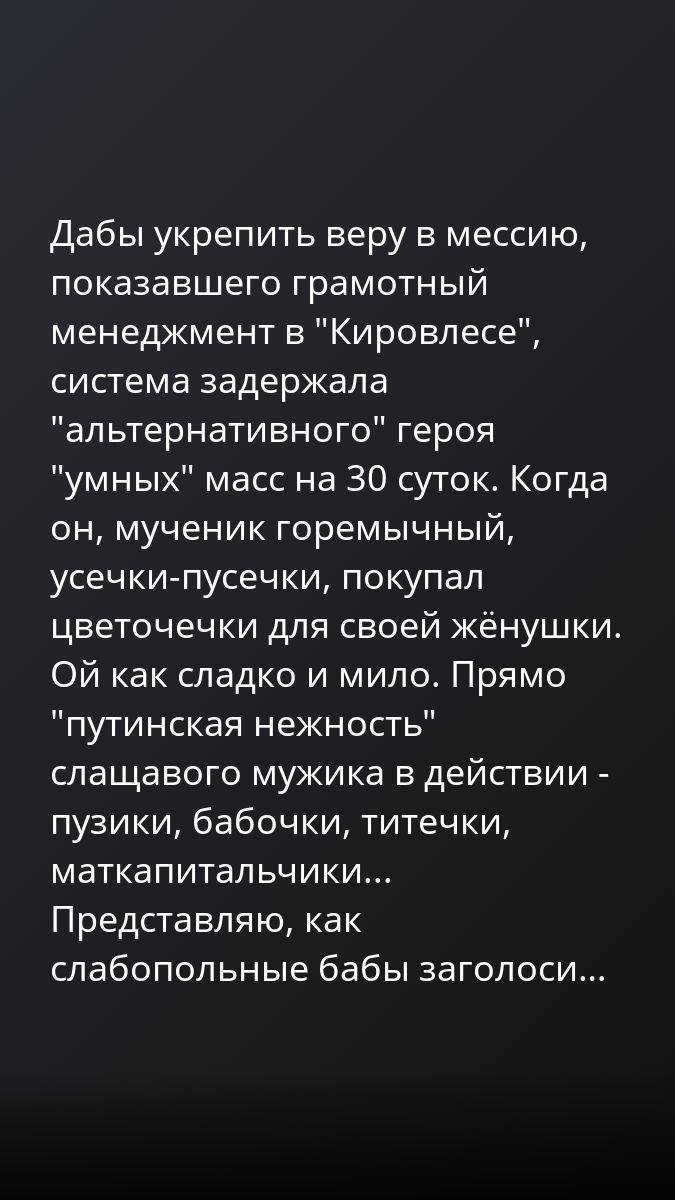 Дабы укрепить веру в мессию,
показавшего грамотный
менеджмент в "Кировлесе",
система задержала
"альтернативного" героя
"умных" масс на 30 суток. Когда
он, мученик горемычный,
усечки-пусечки, покупал
цветочечки для своей жёнушки.
Ой как сладко и мило. Прямо
"путинская нежность"
слащавого мужика в действии -
пузики, бабочки, титечки,
маткапитальчики...
Представляю, как
слабопольные бабы заголоси...